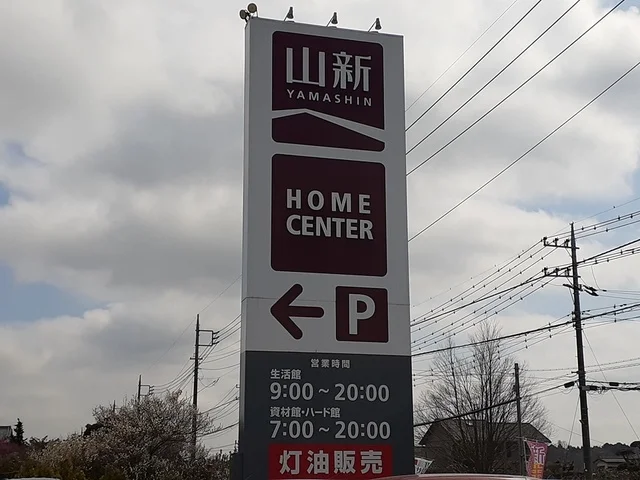 山新
YAMASHIN
HOME
CENTER
P
営業時間
生活館
9:00～20:00
資材館・ハード館
7:00～20:00
灯油販売